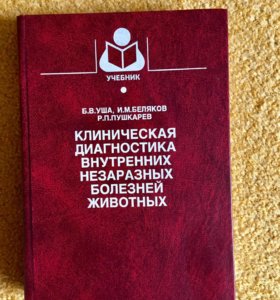 УЧЕБНИК
Б.В.УША, И.М.БЕЛЯКОВ
Р.П.ПУШКАРЕВ
КЛИНИЧЕСКАЯ
ДИАГНОСТИКА
ВНУТРЕННИХ
НЕЗАРАЗНЫХ
БОЛЕЗНЕЙ
ЖИВОТНЫХ